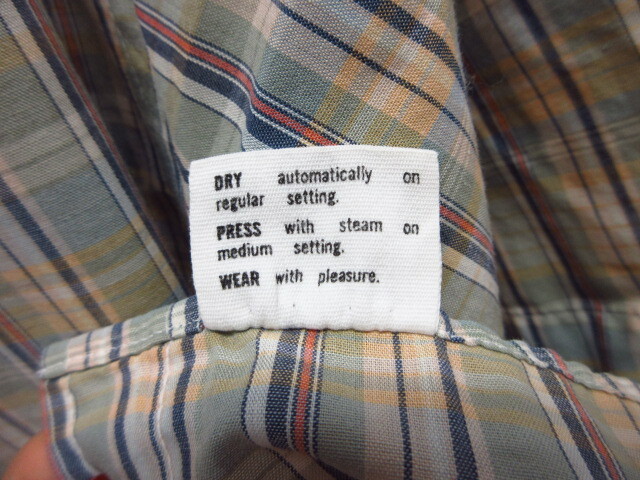 DRY automatically on
regular setting.
PRESS with steam on
medium setting.
WEAR with pleasure.